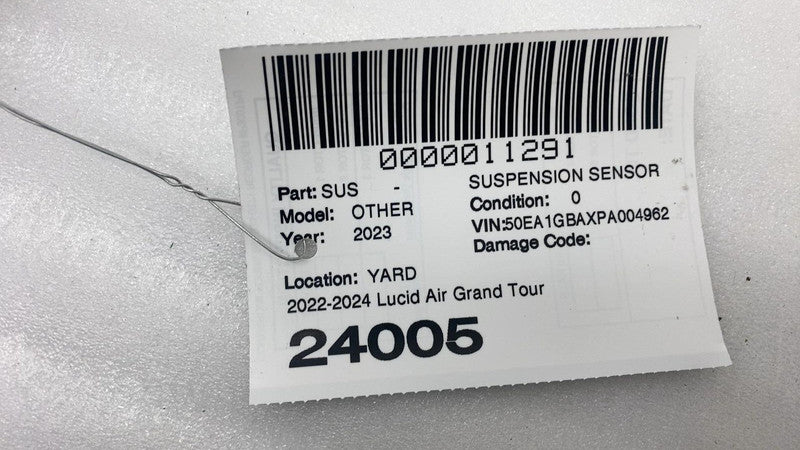 0000011291
Part: SUS - SUSPENSION SENSOR
Model: OTHER Condition: 0
Year: 2023 VIN:50EA1GBAXPA004962
Damage Code:
Location: YARD
2022-2024 Lucid Air Grand Tour
24005